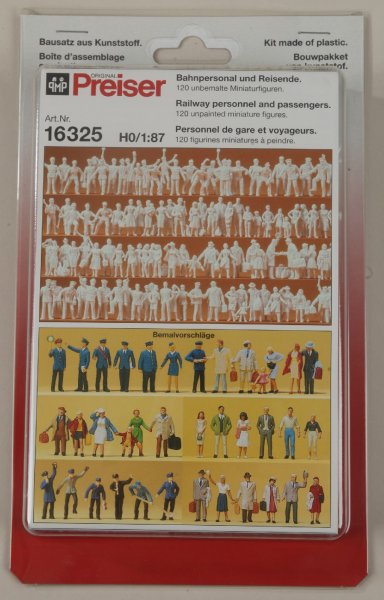 Bausatz aus Kunststoff.
Boîte d'assemblage
Kit made of plastic.
Bouwpakket
van kunststof.
PMP
ORIGINAL
Preiser
Art.Nr.
16325 H0/1:87
Bahnpersonal und Reisende.
120 unbemalte Miniaturfiguren.
Railway personnel and passengers.
120 unpainted miniature figures.
Personnel de gare et voyageurs.
120 figurines miniatures à peindre.
Bemalvorschläge